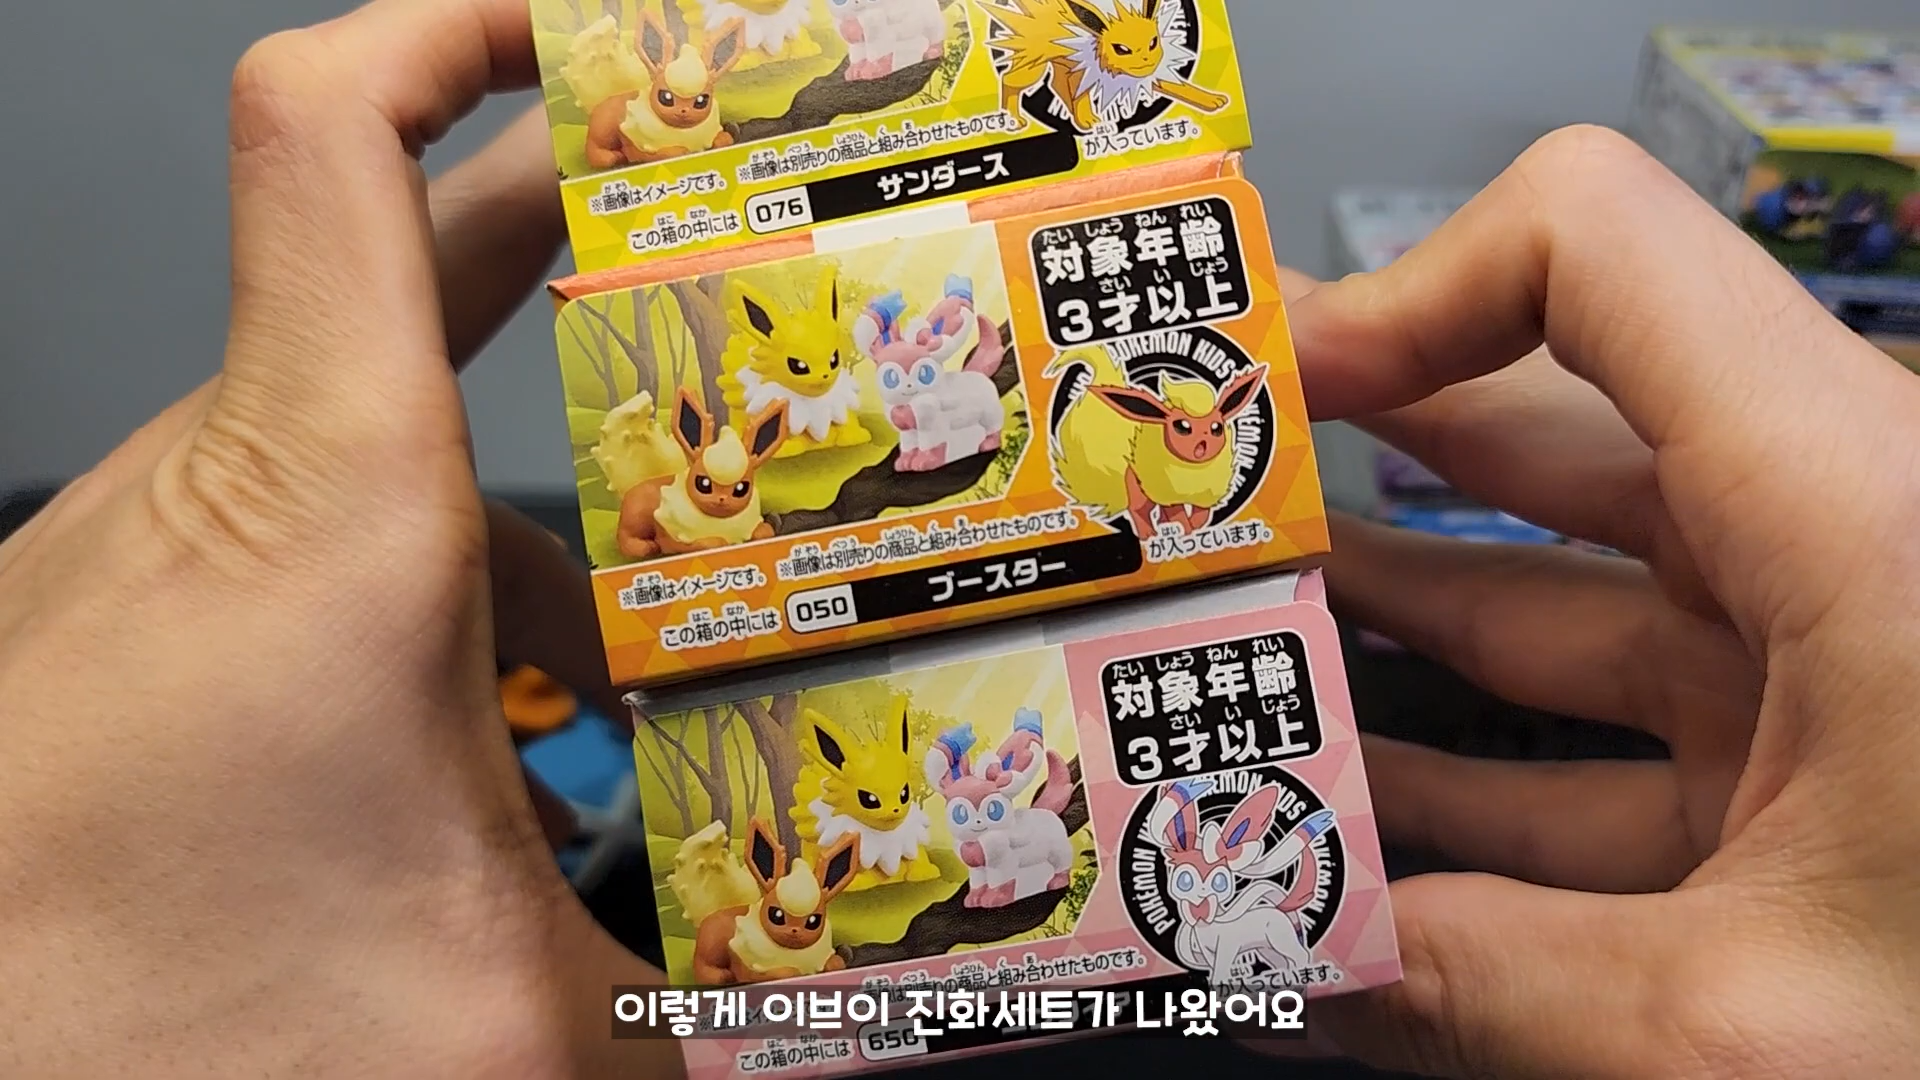 ※画像はイメージです。 ※画像は別売りの商品と組み合わせたものです。
この箱の中には 076 サンダース が入っています。
対象年齢
3才以上
POKÉMON KIDS
※画像はイメージです。 ※画像は別売りの商品と組み合わせたものです。
この箱の中には 050 ブースター が入っています。
対象年齢
3才以上
POKÉMON KIDS
像は別売りの商品と組み合わせたものです。
この箱の中には 650 が入っています。
이렇게 이브이 진화세트가 나왔어요